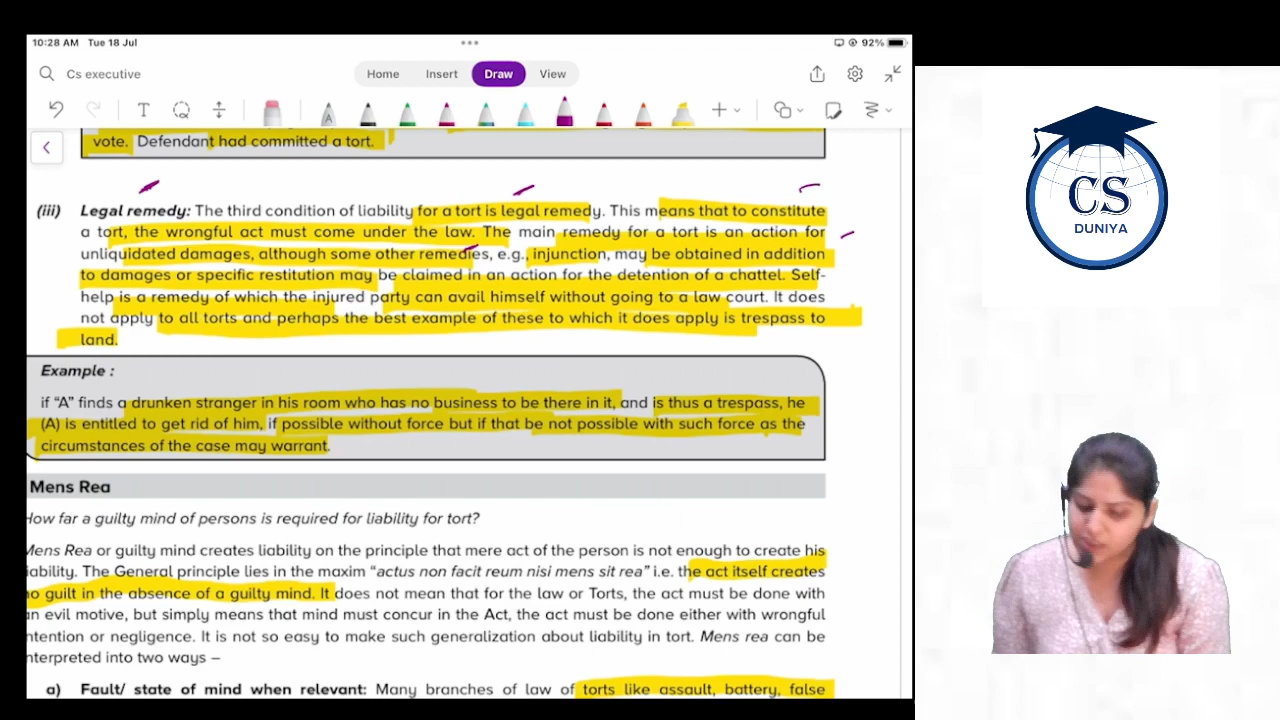 10:28 AM Tue 18 Jul
92%
Cs executive
Home Insert Draw View
vote. Defendant had committed a tort.
(iii) Legal remedy: The third condition of liability for a tort is legal remedy. This means that to constitute
a tort, the wrongful act must come under the law. The main remedy for a tort is an action for
unliquidated damages, although some other remedies, e.g., injunction, may be obtained in addition
to damages or specific restitution may be claimed in an action for the detention of a chattel. Self-
help is a remedy of which the injured party can avail himself without going to a law court. It does
not apply to all torts and perhaps the best example of these to which it does apply is trespass to
land.
Example :
if “A” finds a drunken stranger in his room who has no business to be there in it, and is thus a trespass, he
(A) is entitled to get rid of him, if possible without force but if that be not possible with such force as the
circumstances of the case may warrant.
Mens Rea
How far a guilty mind of persons is required for liability for tort?
Mens Rea or guilty mind creates liability on the principle that mere act of the person is not enough to create his
iability. The General principle lies in the maxim “actus non facit reum nisi mens sit rea” i.e. the act itself creates
no guilt in the absence of a guilty mind. It does not mean that for the law or Torts, the act must be done with
an evil motive, but simply means that mind must concur in the Act, the act must be done either with wrongful
ntention or negligence. It is not so easy to make such generalization about liability in tort. Mens rea can be
nterpreted into two ways –
a) Fault/ state of mind when relevant: Many branches of law of torts like assault, battery, false
CS
DUNIYA